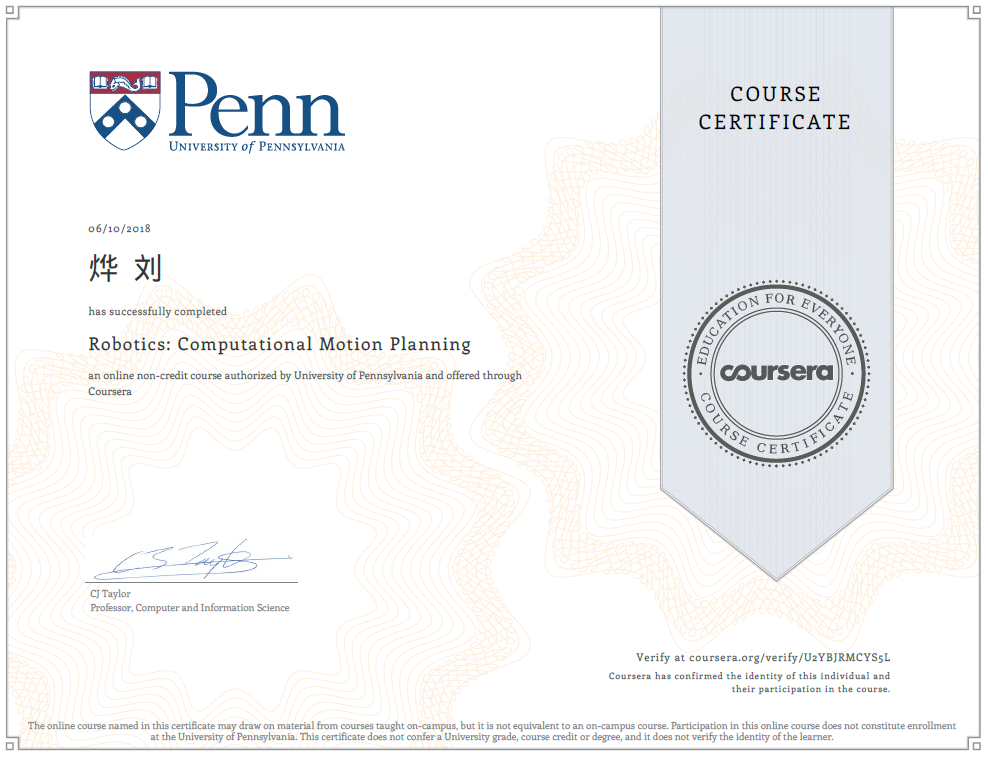 Penn
UNIVERSITY of PENNSYLVANIA
COURSE
CERTIFICATE
06/10/2018
烨 刘
has successfully completed
Robotics: Computational Motion Planning
an online non-credit course authorized by University of Pennsylvania and offered through
Coursera
EDUCATION FOR EVERYONE
coursera
COURSE CERTIFICATE
CJ Taylor
CJ Taylor
Professor, Computer and Information Science
Verify at coursera.org/verify/U2YBJRMCYS5L
Coursera has confirmed the identity of this individual and
their participation in the course.
The online course named in this certificate may draw on material from courses taught on-campus, but it is not equivalent to an on-campus course. Participation in this online course does not constitute enrollment
at the University of Pennsylvania. This certificate does not confer a University grade, course credit or degree, and it does not verify the identity of the learner.